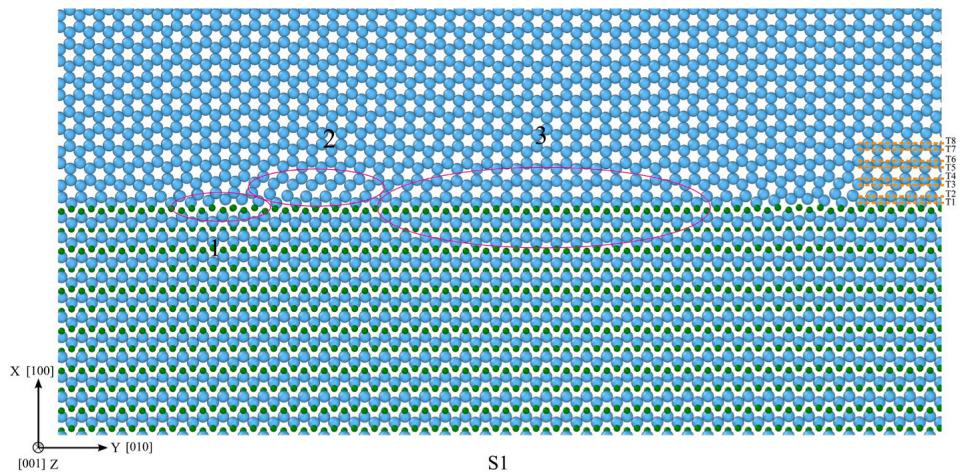 2
3
T8
T7
T6
T5
T4
T3
T2
T1
1
X [100]
Y [010]
[001] Z
S1